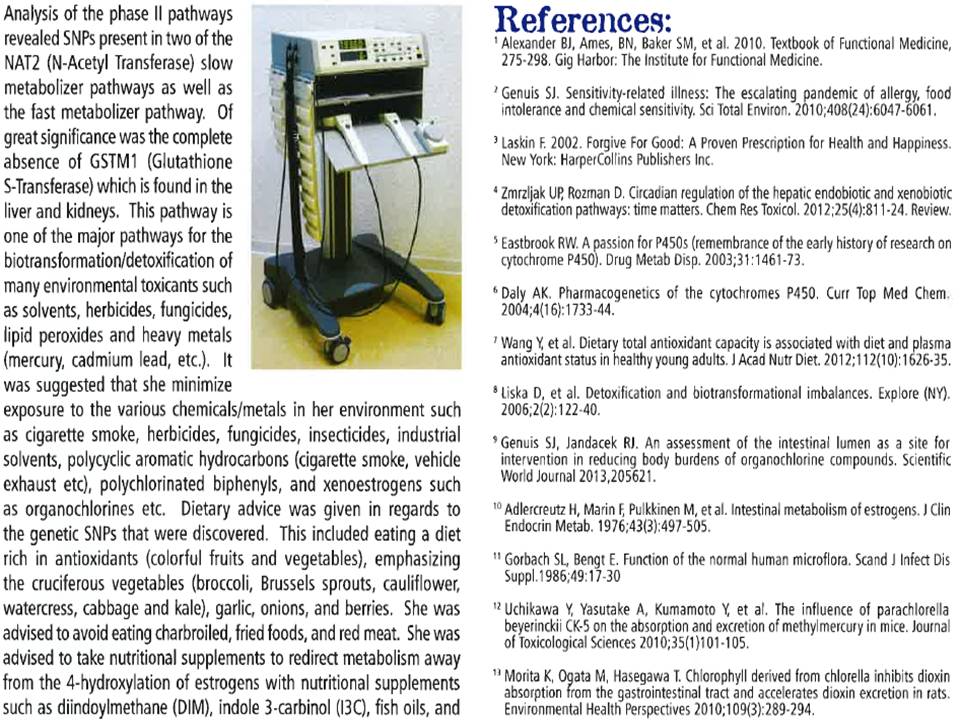 Analysis of the phase II pathways
revealed SNPs present in two of the
NAT2 (N-Acetyl Transferase) slow
metabolizer pathways as well as
the fast metabolizer pathway. Of
great significance was the complete
absence of GSTM1 (Glutathione
S-Transferase) which is found in the
liver and kidneys. This pathway is
one of the major pathways for the
biotransformation/detoxification of
many environmental toxicants such
as solvents, herbicides, fungicides,
lipid peroxides and heavy metals
(mercury, cadmium lead, etc.). It
was suggested that she minimize
exposure to the various chemicals/metals in her environment such
as cigarette smoke, herbicides, fungicides, insecticides, industrial
solvents, polycyclic aromatic hydrocarbons (cigarette smoke, vehicle
exhaust etc), polychlorinated biphenyls, and xenoestrogens such
as organochlorines etc. Dietary advice was given in regards to
the genetic SNPs that were discovered. This included eating a diet
rich in antioxidants (colorful fruits and vegetables), emphasizing
the cruciferous vegetables (broccoli, Brussels sprouts, cauliflower,
watercress, cabbage and kale), garlic, onions, and berries. She was
advised to avoid eating charbroiled, fried foods, and red meat. She was
advised to take nutritional supplements to redirect metabolism away
from the 4-hydroxylation of estrogens with nutritional supplements
such as diindoylmethane (DIM), indole 3-carbinol (I3C), fish oils, and
References:
¹ Alexander BJ, Ames, BN, Baker SM, et al. 2010. Textbook of Functional Medicine,
275-298. Gig Harbor: The Institute for Functional Medicine.
² Genuis SJ. Sensitivity-related illness: The escalating pandemic of allergy, food
intolerance and chemical sensitivity. Sci Total Environ. 2010;408(24):6047-6061.
³ Laskin F. 2002. Forgive For Good: A Proven Prescription for Health and Happiness.
New York: HarperCollins Publishers Inc.
⁴ Zmrzljak UP, Rozman D. Circadian regulation of the hepatic endobiotic and xenobiotic
detoxification pathways: time matters. Chem Res Toxicol. 2012;25(4):811-24. Review.
⁵ Eastbrook RW. A passion for P450s (remembrance of the early history of research on
cytochrome P450). Drug Metab Disp. 2003;31:1461-73.
⁶ Daly AK. Pharmacogenetics of the cytochromes P450. Curr Top Med Chem.
2004;4(16):1733-44.
⁷ Wang Y, et al. Dietary total antioxidant capacity is associated with diet and plasma
antioxidant status in healthy young adults. J Acad Nutr Diet. 2012;112(10):1626-35.
⁸ Liska D, et al. Detoxification and biotransformational imbalances. Explore (NY).
2006;2(2):122-40.
⁹ Genuis SJ, Jandacek RJ. An assessment of the intestinal lumen as a site for
intervention in reducing body burdens of organochlorine compounds. Scientific
World Journal 2013,205621.
¹⁰ Adlercreutz H, Marin F, Pulkkinen M, et al. Intestinal metabolism of estrogens. J Clin
Endocrin Metab. 1976;43(3):497-505.
¹¹ Gorbach SL, Bengt E. Function of the normal human microflora. Scand J Infect Dis
Suppl.1986;49:17-30
¹² Uchikawa Y, Yasutake A, Kumamoto Y, et al. The influence of parachlorella
beyerinckii CK-5 on the absorption and excretion of methylmercury in mice. Journal
of Toxicological Sciences 2010;35(1)101-105.
¹³ Morita K, Ogata M, Hasegawa T. Chlorophyll derived from chlorella inhibits dioxin
absorption from the gastrointestinal tract and accelerates dioxin excretion in rats.
Environmental Health Perspectives 2010;109(3):289-294.